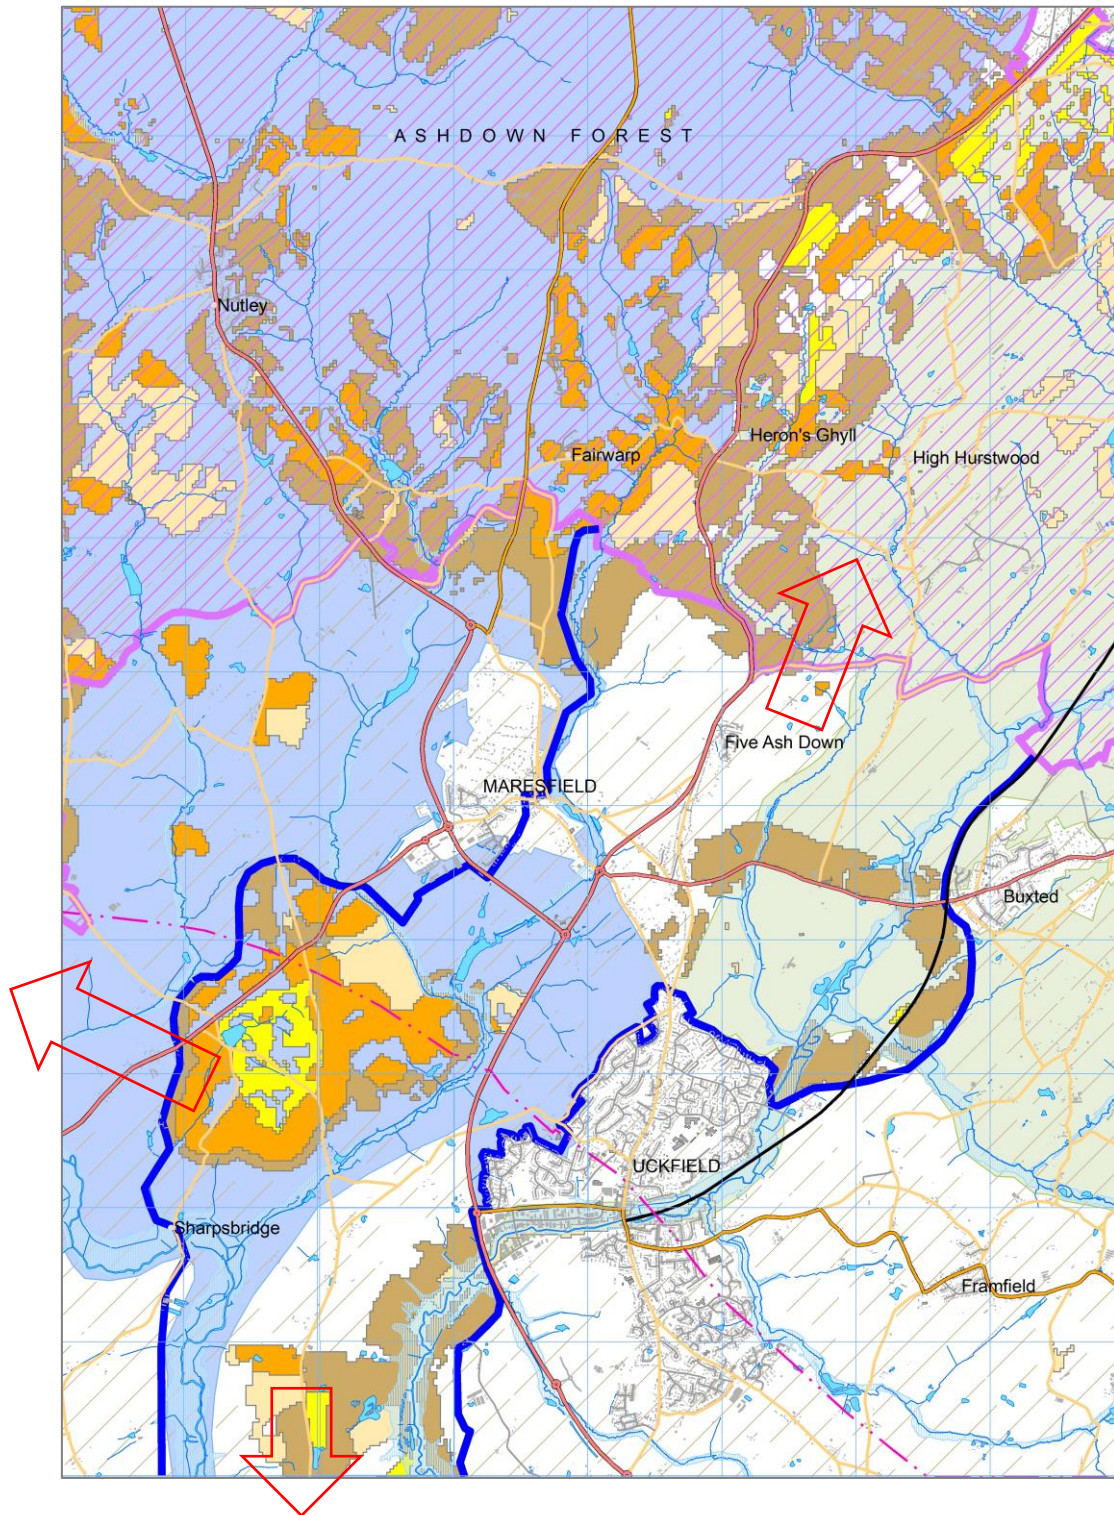 ASHDOWN FOREST
Nutley
Heron's Ghyll
Fairwarp
High Hurstwood
Five Ash Down
MARESFIELD
Buxted
UCKFIELD
Sharpsbridge
Framfield